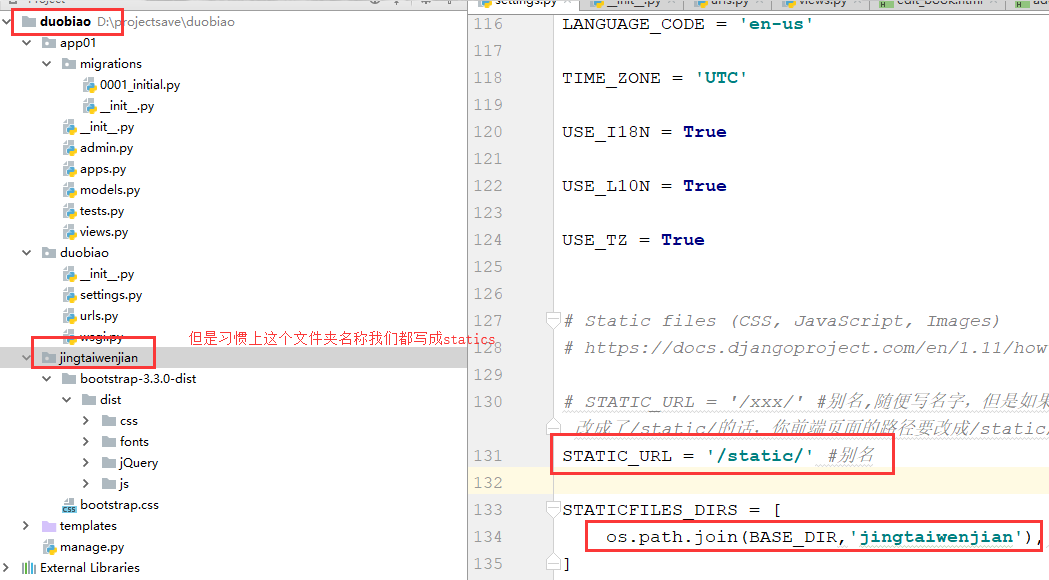 Project
duobiao D:\projectsave\duobiao
app01
migrations
0001_initial.py
__init__.py
__init__.py
admin.py
apps.py
models.py
tests.py
views.py
duobiao
__init__.py
settings.py
urls.py
wsgi.py
但是习惯上这个文件夹名称我们都写成statics
jingtaiwenjian
bootstrap-3.3.0-dist
dist
css
fonts
jQuery
js
bootstrap.css
templates
manage.py
External Libraries
settings.py
__init__.py
urls.py
views.py
edit_book.html
116 LANGUAGE_CODE = 'en-us'
117
118 TIME_ZONE = 'UTC'
119
120 USE_I18N = True
121
122 USE_L10N = True
123
124 USE_TZ = True
125
126
127 # Static files (CSS, JavaScript, Images)
128 # https://docs.djangoproject.com/en/1.11/how
129
130 # STATIC_URL = '/xxx/' #别名,随便写名字，但是如果
改成了/static/的话，你前端页面的路径要改成/static/
131 STATIC_URL = '/static/' #别名
132
133 STATICFILES_DIRS = [
134 os.path.join(BASE_DIR,'jingtaiwenjian'),
135 ]